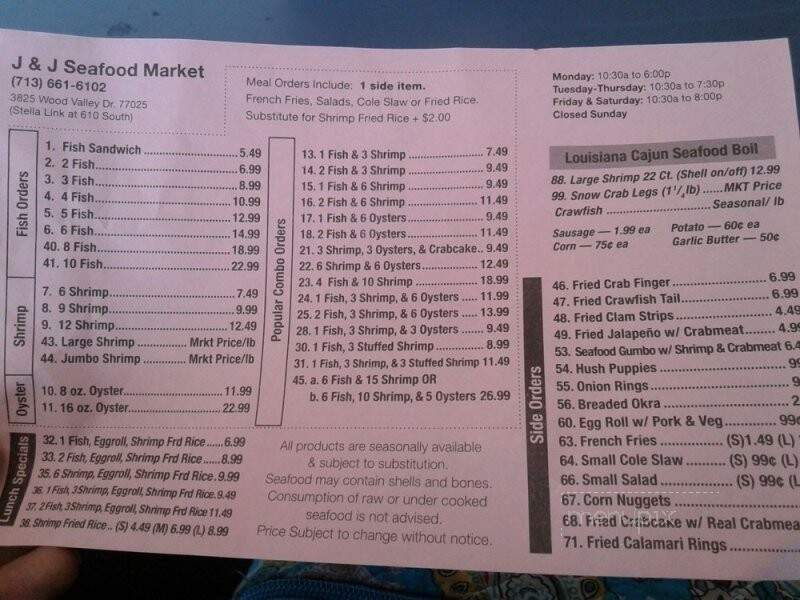 J & J Seafood Market
(713) 661-6102
3825 Wood Valley Dr. 77025
(Stella Link at 610 South)
Meal Orders Include: 1 side item.
French Fries, Salads, Cole Slaw or Fried Rice.
Substitute for Shrimp Fried Rice + $2.00
Monday: 10:30a to 6:00p
Tuesday-Thursday: 10:30a to 7:30p
Friday & Saturday: 10:30a to 8:00p
Closed Sunday
Fish Orders
1. Fish Sandwich 5.49
2. 2 Fish 6.99
3. 3 Fish 8.99
4. 4 Fish 10.99
5. 5 Fish 12.99
6. 6 Fish 14.99
40. 8 Fish 18.99
41. 10 Fish 22.99
Shrimp
7. 6 Shrimp 7.49
8. 9 Shrimp 9.99
9. 12 Shrimp 12.49
43. Large Shrimp Mrkt Price/lb
44. Jumbo Shrimp Mrkt Price/lb
Oyster
10. 8 oz. Oyster 11.99
11. 16 oz. Oyster 22.99
Lunch Specials
32. 1 Fish, Eggroll, Shrimp Frd Rice 6.99
33. 2 Fish, Eggroll, Shrimp Frd Rice 8.99
35. 6 Shrimp, Eggroll, Shrimp Frd Rice. 9.99
36. 1 Fish, 3 Shrimp, Eggroll, Shrimp Frd Rice. 9.49
37. 2 Fish, 3 Shrimp, Eggroll, Shrimp Frd Rice 11.49
38. Shrimp Fried Rice .. (S) 4.49 (M) 6.99 (L) 8.99
Popular Combo Orders
13. 1 Fish & 3 Shrimp 7.49
14. 2 Fish & 3 Shrimp 9.49
15. 1 Fish & 6 Shrimp 9.49
16. 2 Fish & 6 Shrimp 11.49
17. 1 Fish & 6 Oysters 9.49
18. 2 Fish & 6 Oysters 11.49
21. 3 Shrimp, 3 Oysters, & Crabcake.. 9.49
22. 6 Shrimp & 6 Oysters 12.49
23. 4 Fish & 10 Shrimp 18.99
24. 1 Fish, 3 Shrimp, & 6 Oysters 11.99
25. 2 Fish, 3 Shrimp, & 6 Oysters 13.99
28. 1 Fish, 3 Shrimp, & 3 Oysters 9.49
30. 1 Fish, 3 Stuffed Shrimp 8.99
31. 1 Fish, 3 Shrimp, & 3 Stuffed Shrimp 11.49
45. a. 6 Fish & 15 Shrimp OR
b. 6 Fish, 10 Shrimp, & 5 Oysters 26.99
All products are seasonally available
& subject to substitution.
Seafood may contain shells and bones.
Consumption of raw or under cooked
seafood is not advised.
Price Subject to change without notice.
Louisiana Cajun Seafood Boil
88. Large Shrimp 22 Ct. (Shell on/off) 12.99
99. Snow Crab Legs (1 1/4 lb) MKT Price
Crawfish Seasonal/ lb
Sausage — 1.99 ea Potato — 60¢ ea
Corn — 75¢ ea Garlic Butter — 50¢
Side Orders
46. Fried Crab Finger 6.99
47. Fried Crawfish Tail 6.99
48. Fried Clam Strips 4.49
49. Fried Jalapeño w/ Crabmeat 4.99
53. Seafood Gumbo w/ Shrimp & Crabmeat 6.4
54. Hush Puppies 99
55. Onion Rings 9
56. Breaded Okra 2
60. Egg Roll w/ Pork & Veg 99¢
63. French Fries (S)1.49 (L)
64. Small Cole Slaw (S) 99¢ (L)
66. Small Salad (S) 99¢ (L
67. Corn Nuggets
68. Fried Crabcake w/ Real Crabmea
71. Fried Calamari Rings
menupix